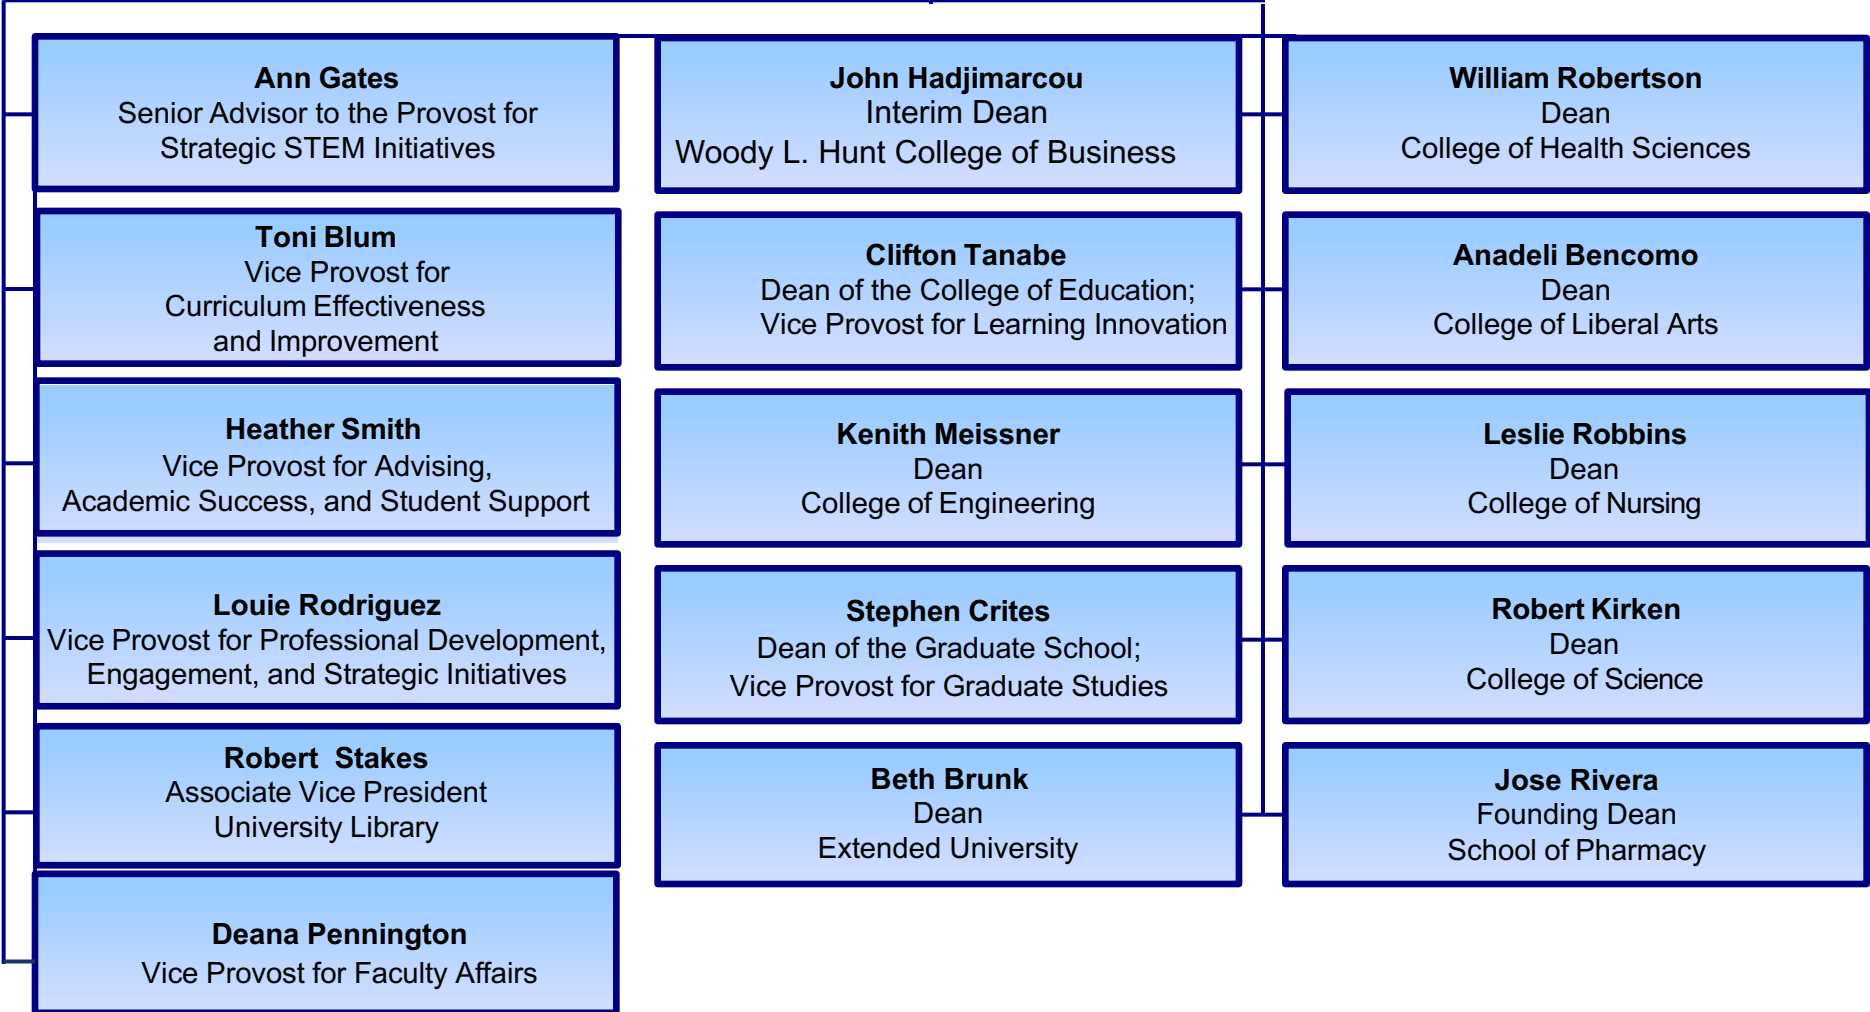 Ann Gates
Senior Advisor to the Provost for
Strategic STEM Initiatives
Toni Blum
Vice Provost for
Curriculum Effectiveness
and Improvement
Heather Smith
Vice Provost for Advising,
Academic Success, and Student Support
Louie Rodriguez
Vice Provost for Professional Development,
Engagement, and Strategic Initiatives
Robert Stakes
Associate Vice President
University Library
Deana Pennington
Vice Provost for Faculty Affairs
John Hadjimarcou
Interim Dean
Woody L. Hunt College of Business
Clifton Tanabe
Dean of the College of Education;
Vice Provost for Learning Innovation
Kenith Meissner
Dean
College of Engineering
Stephen Crites
Dean of the Graduate School;
Vice Provost for Graduate Studies
Beth Brunk
Dean
Extended University
William Robertson
Dean
College of Health Sciences
Anadeli Bencomo
Dean
College of Liberal Arts
Leslie Robbins
Dean
College of Nursing
Robert Kirken
Dean
College of Science
Jose Rivera
Founding Dean
School of Pharmacy